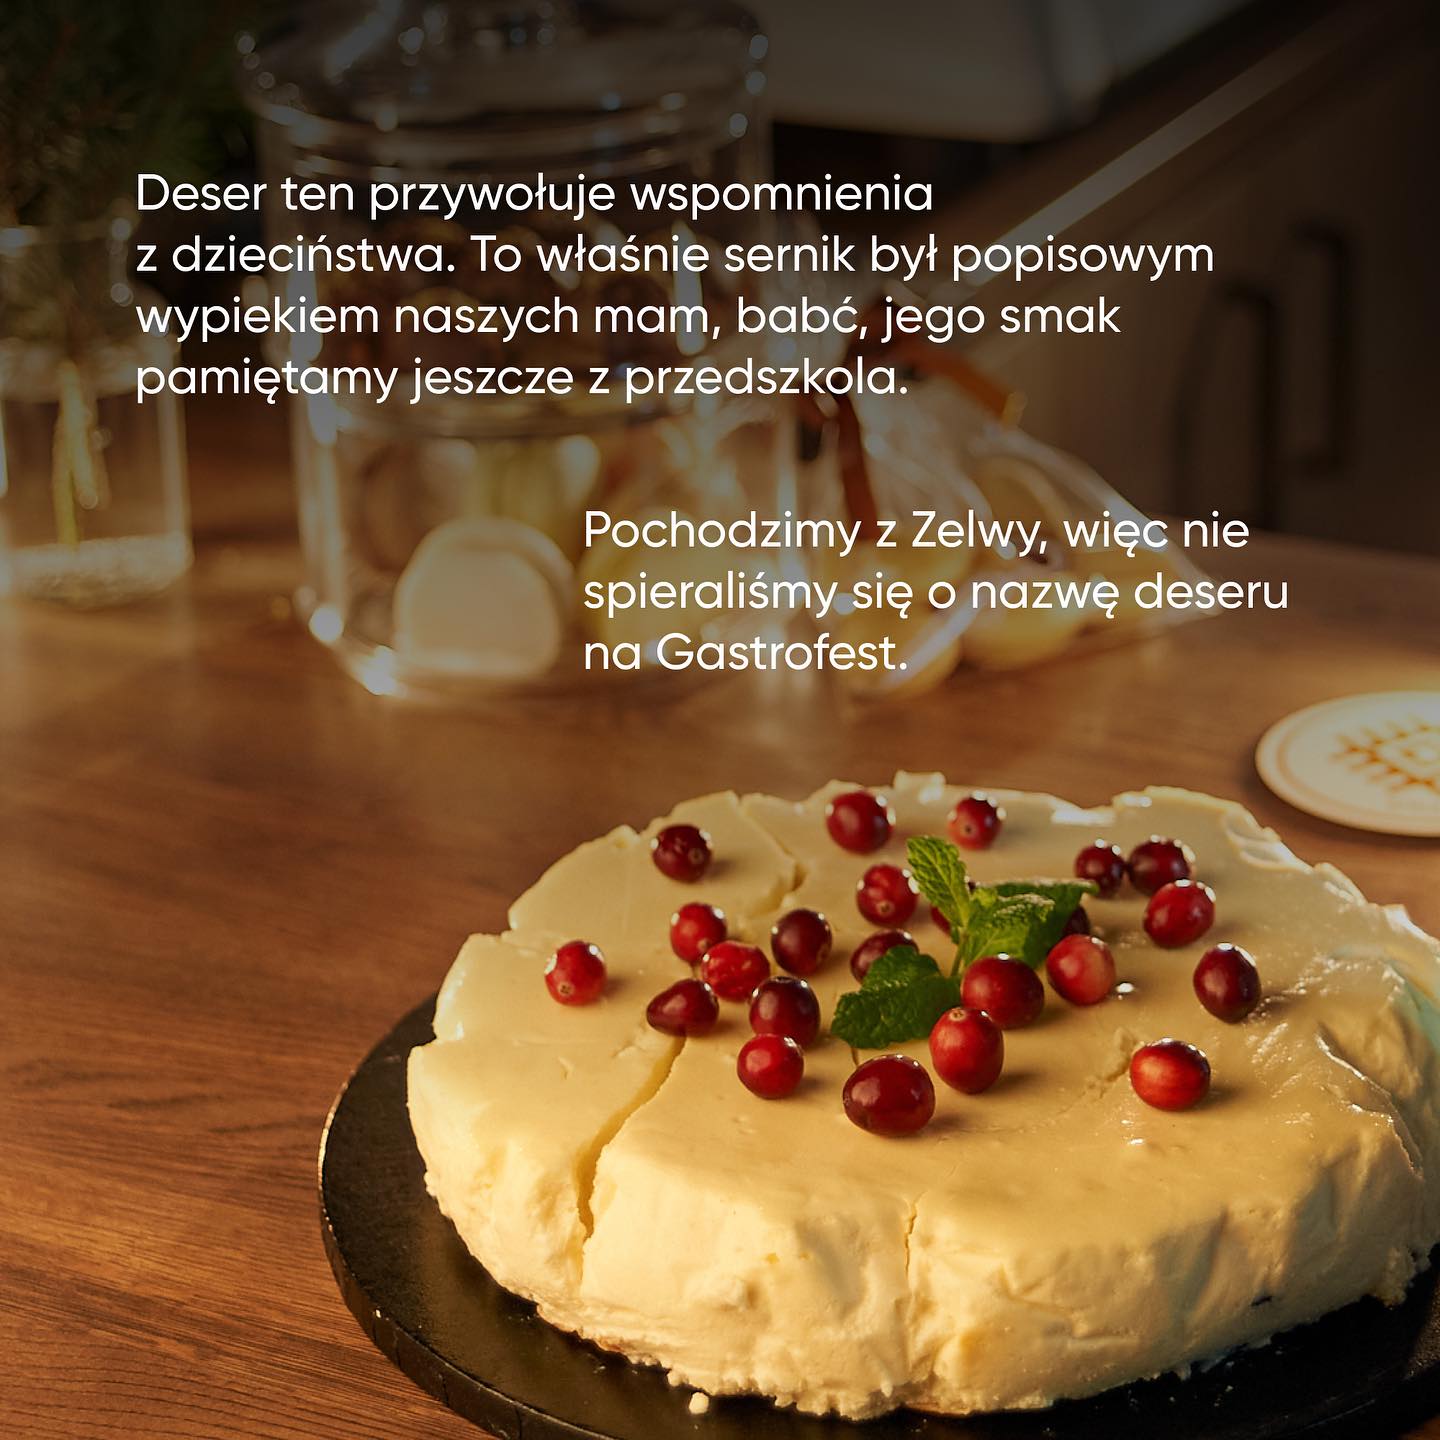 Deser ten przywołuje wspomnienia
z dzieciństwa. To właśnie sernik był popisowym
wypiekiem naszych mam, babć, jego smak
pamiętamy jeszcze z przedszkola.
Pochodzimy z Zelwy, więc nie
spieraliśmy się o nazwę deseru
na Gastrofest.